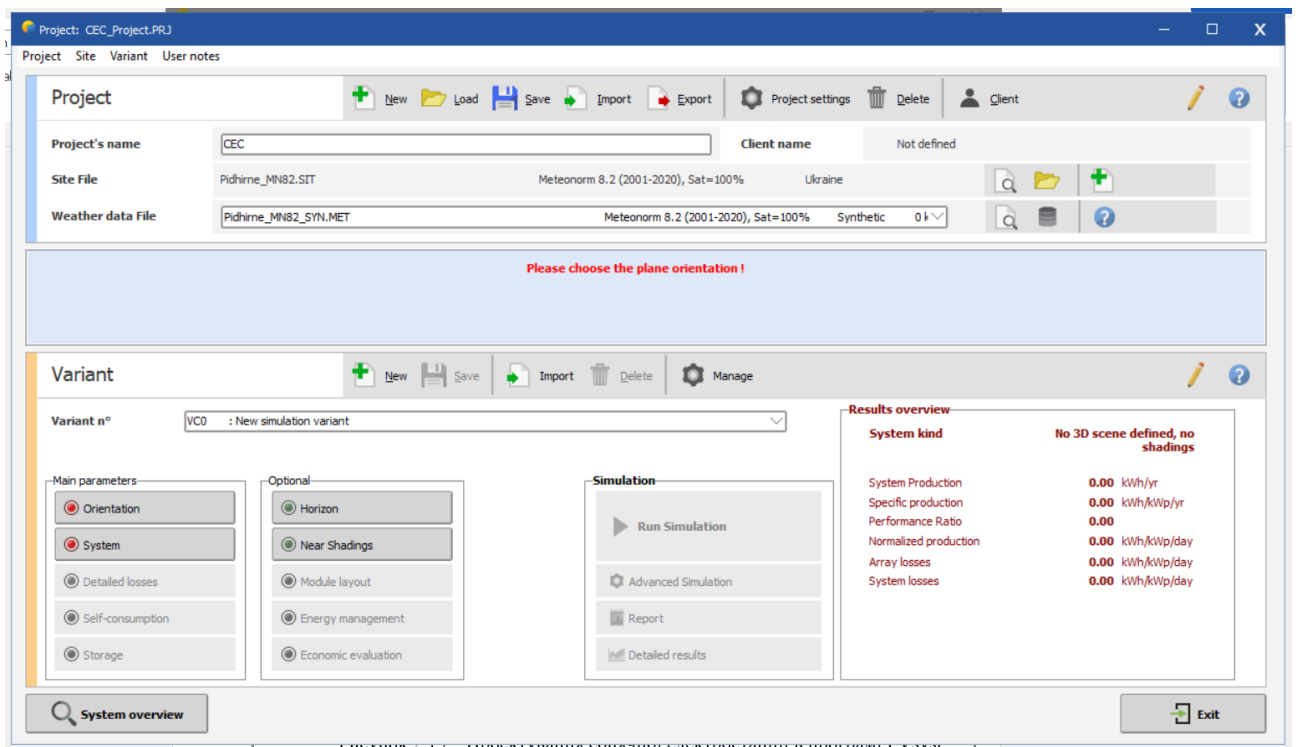 Project: CEC_Project.PRJ
Project Site Variant User notes
Project New Load Save Import Export Project settings Delete Client
Project's name CEC Client name Not defined
Site File Pidhirne_MN82.SIT Meteonorm 8.2 (2001-2020), Sat=100% Ukraine
Weather data File Pidhirne_MN82_SYN.MET Meteonorm 8.2 (2001-2020), Sat=100% Synthetic 0 k
Please choose the plane orientation !
Variant New Save Import Delete Manage
Variant n° VC0 : New simulation variant
Results overview
System kind No 3D scene defined, no
shadings
Main parameters Optional Simulation
System Production 0.00 kWh/yr
Orientation Horizon Specific production 0.00 kWh/kWp/yr
Run Simulation Performance Ratio 0.00
System Near Shadings Normalized production 0.00 kWh/kWp/day
Array losses 0.00 kWh/kWp/day
Detailed losses Module layout Advanced Simulation System losses 0.00 kWh/kWp/day
Self-consumption Energy management Report
Storage Economic evaluation Detailed results
System overview Exit